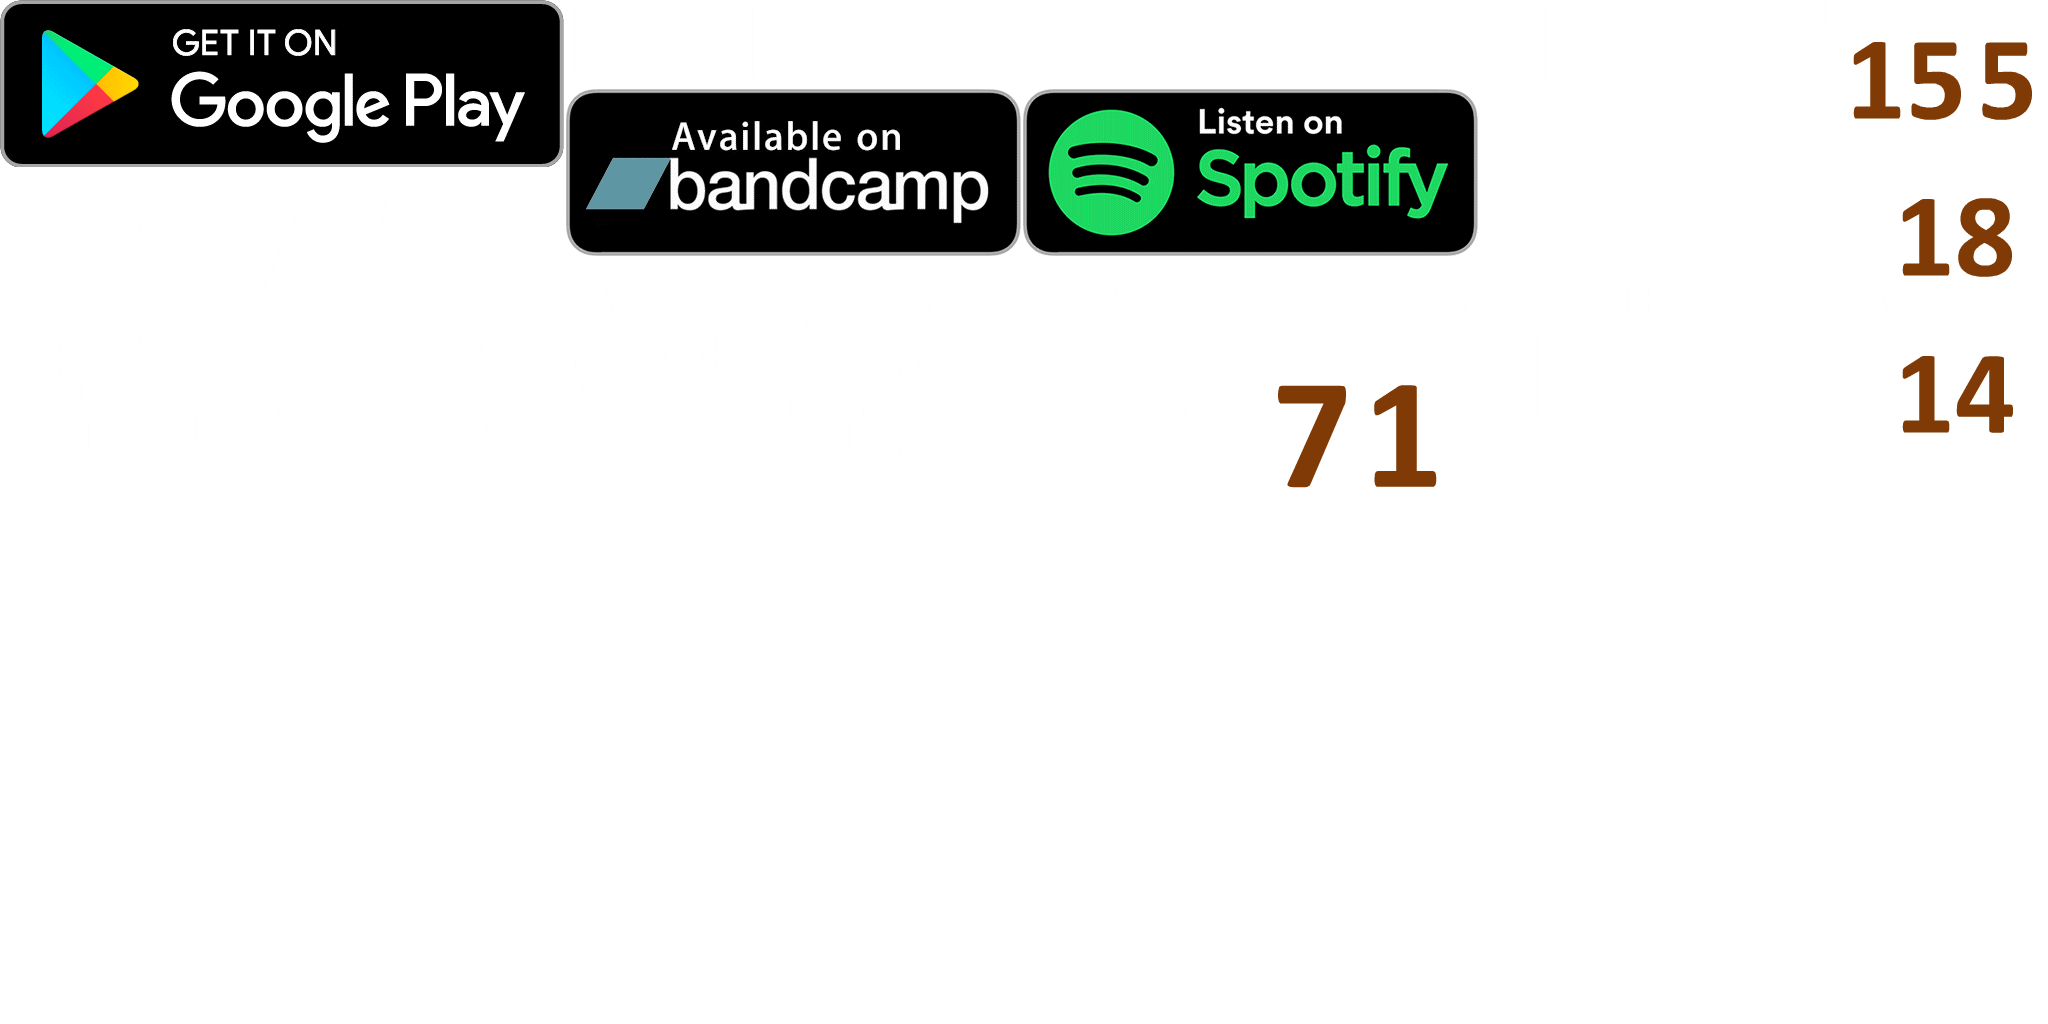 GET IT ON
Google Play
Available on
bandcamp
Listen on
Spotify
155
18
14
71